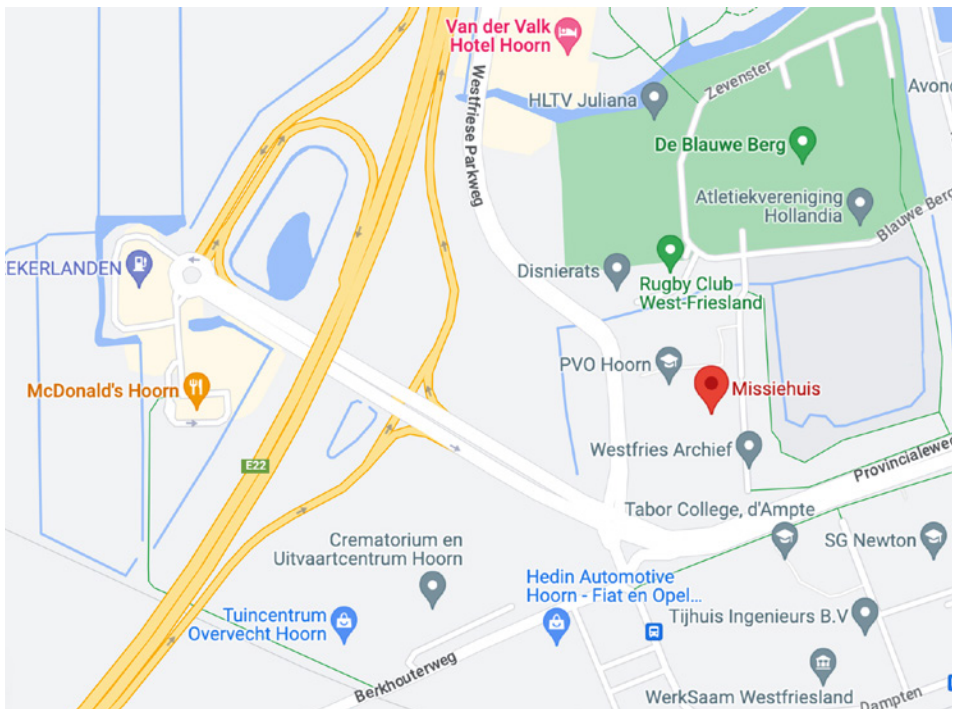 Van der Valk
Hotel Hoorn
Westfriese Parkweg
Zevenster
HLTV Juliana
Avond
De Blauwe Berg
Atletiekvereniging
Hollandia
Blauwe Berg
EKERLANDEN
Disnierats
Rugby Club
West-Friesland
PVO Hoorn
Missiehuis
McDonald's Hoorn
Westfries Archief
E22
Provincialeweg
Tabor College, d'Ampte
SG Newton
Crematorium en
Uitvaartcentrum Hoorn
Hedin Automotive
Hoorn - Fiat en Opel...
Tuincentrum
Overvecht Hoorn
Tijhuis Ingenieurs B.V
Berkhouterweg
WerkSaam Westfriesland
Dampten